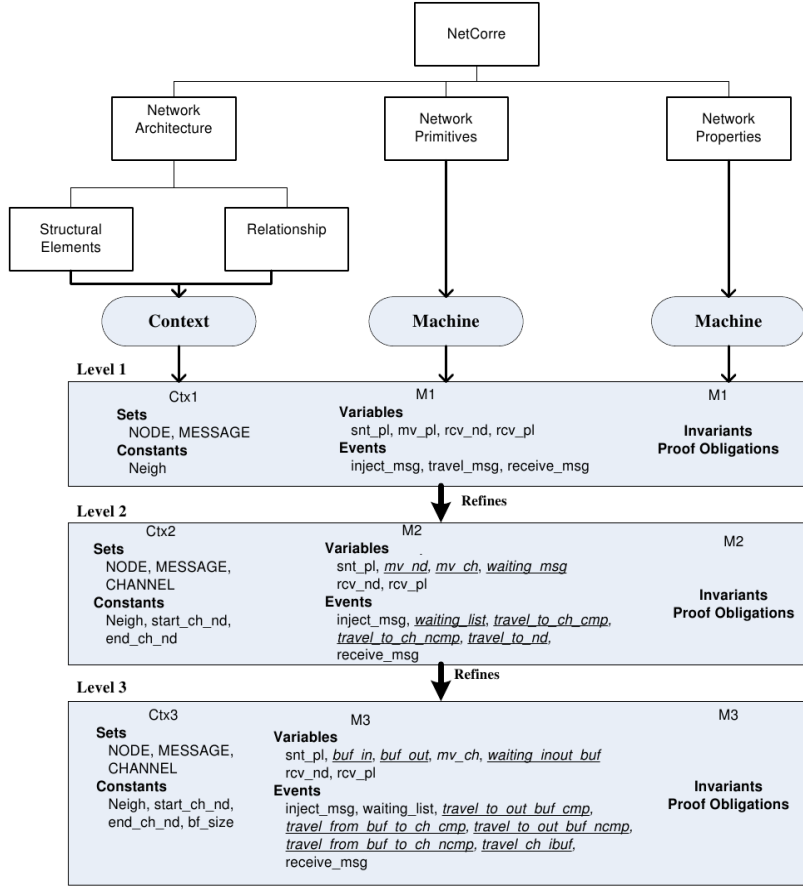 NetCorre
Network
Architecture
Network
Primitives
Network
Properties
Structural
Elements
Relationship
Context
Machine
Machine
Level 1
Ctx1
Sets
NODE, MESSAGE
Constants
Neigh
M1
Variables
snt_pl, mv_pl, rcv_nd, rcv_pl
Events
inject_msg, travel_msg, receive_msg
M1
Invariants
Proof Obligations
Refines
Level 2
Ctx2
Sets
NODE, MESSAGE,
CHANNEL
Constants
Neigh, start_ch_nd,
end_ch_nd
M2
Variables
snt_pl, mv_nd, mv_ch, waiting_msg
rcv_nd, rcv_pl
Events
inject_msg, waiting_list, travel_to_ch_cmp,
travel_to_ch_ncmp, travel_to_nd,
receive_msg
M2
Invariants
Proof Obligations
Refines
Level 3
Ctx3
Sets
NODE, MESSAGE,
CHANNEL
Constants
Neigh, start_ch_nd,
end_ch_nd, bf_size
M3
Variables
snt_pl, buf_in, buf_out, mv_ch, waiting_inout_buf
rcv_nd, rcv_pl
Events
inject_msg, waiting_list, travel_to_out_buf_cmp,
travel_from_buf_to_ch_cmp, travel_to_out_buf_ncmp,
travel_from_buf_to_ch_ncmp, travel_ch_ibuf,
receive_msg
M3
Invariants
Proof Obligations